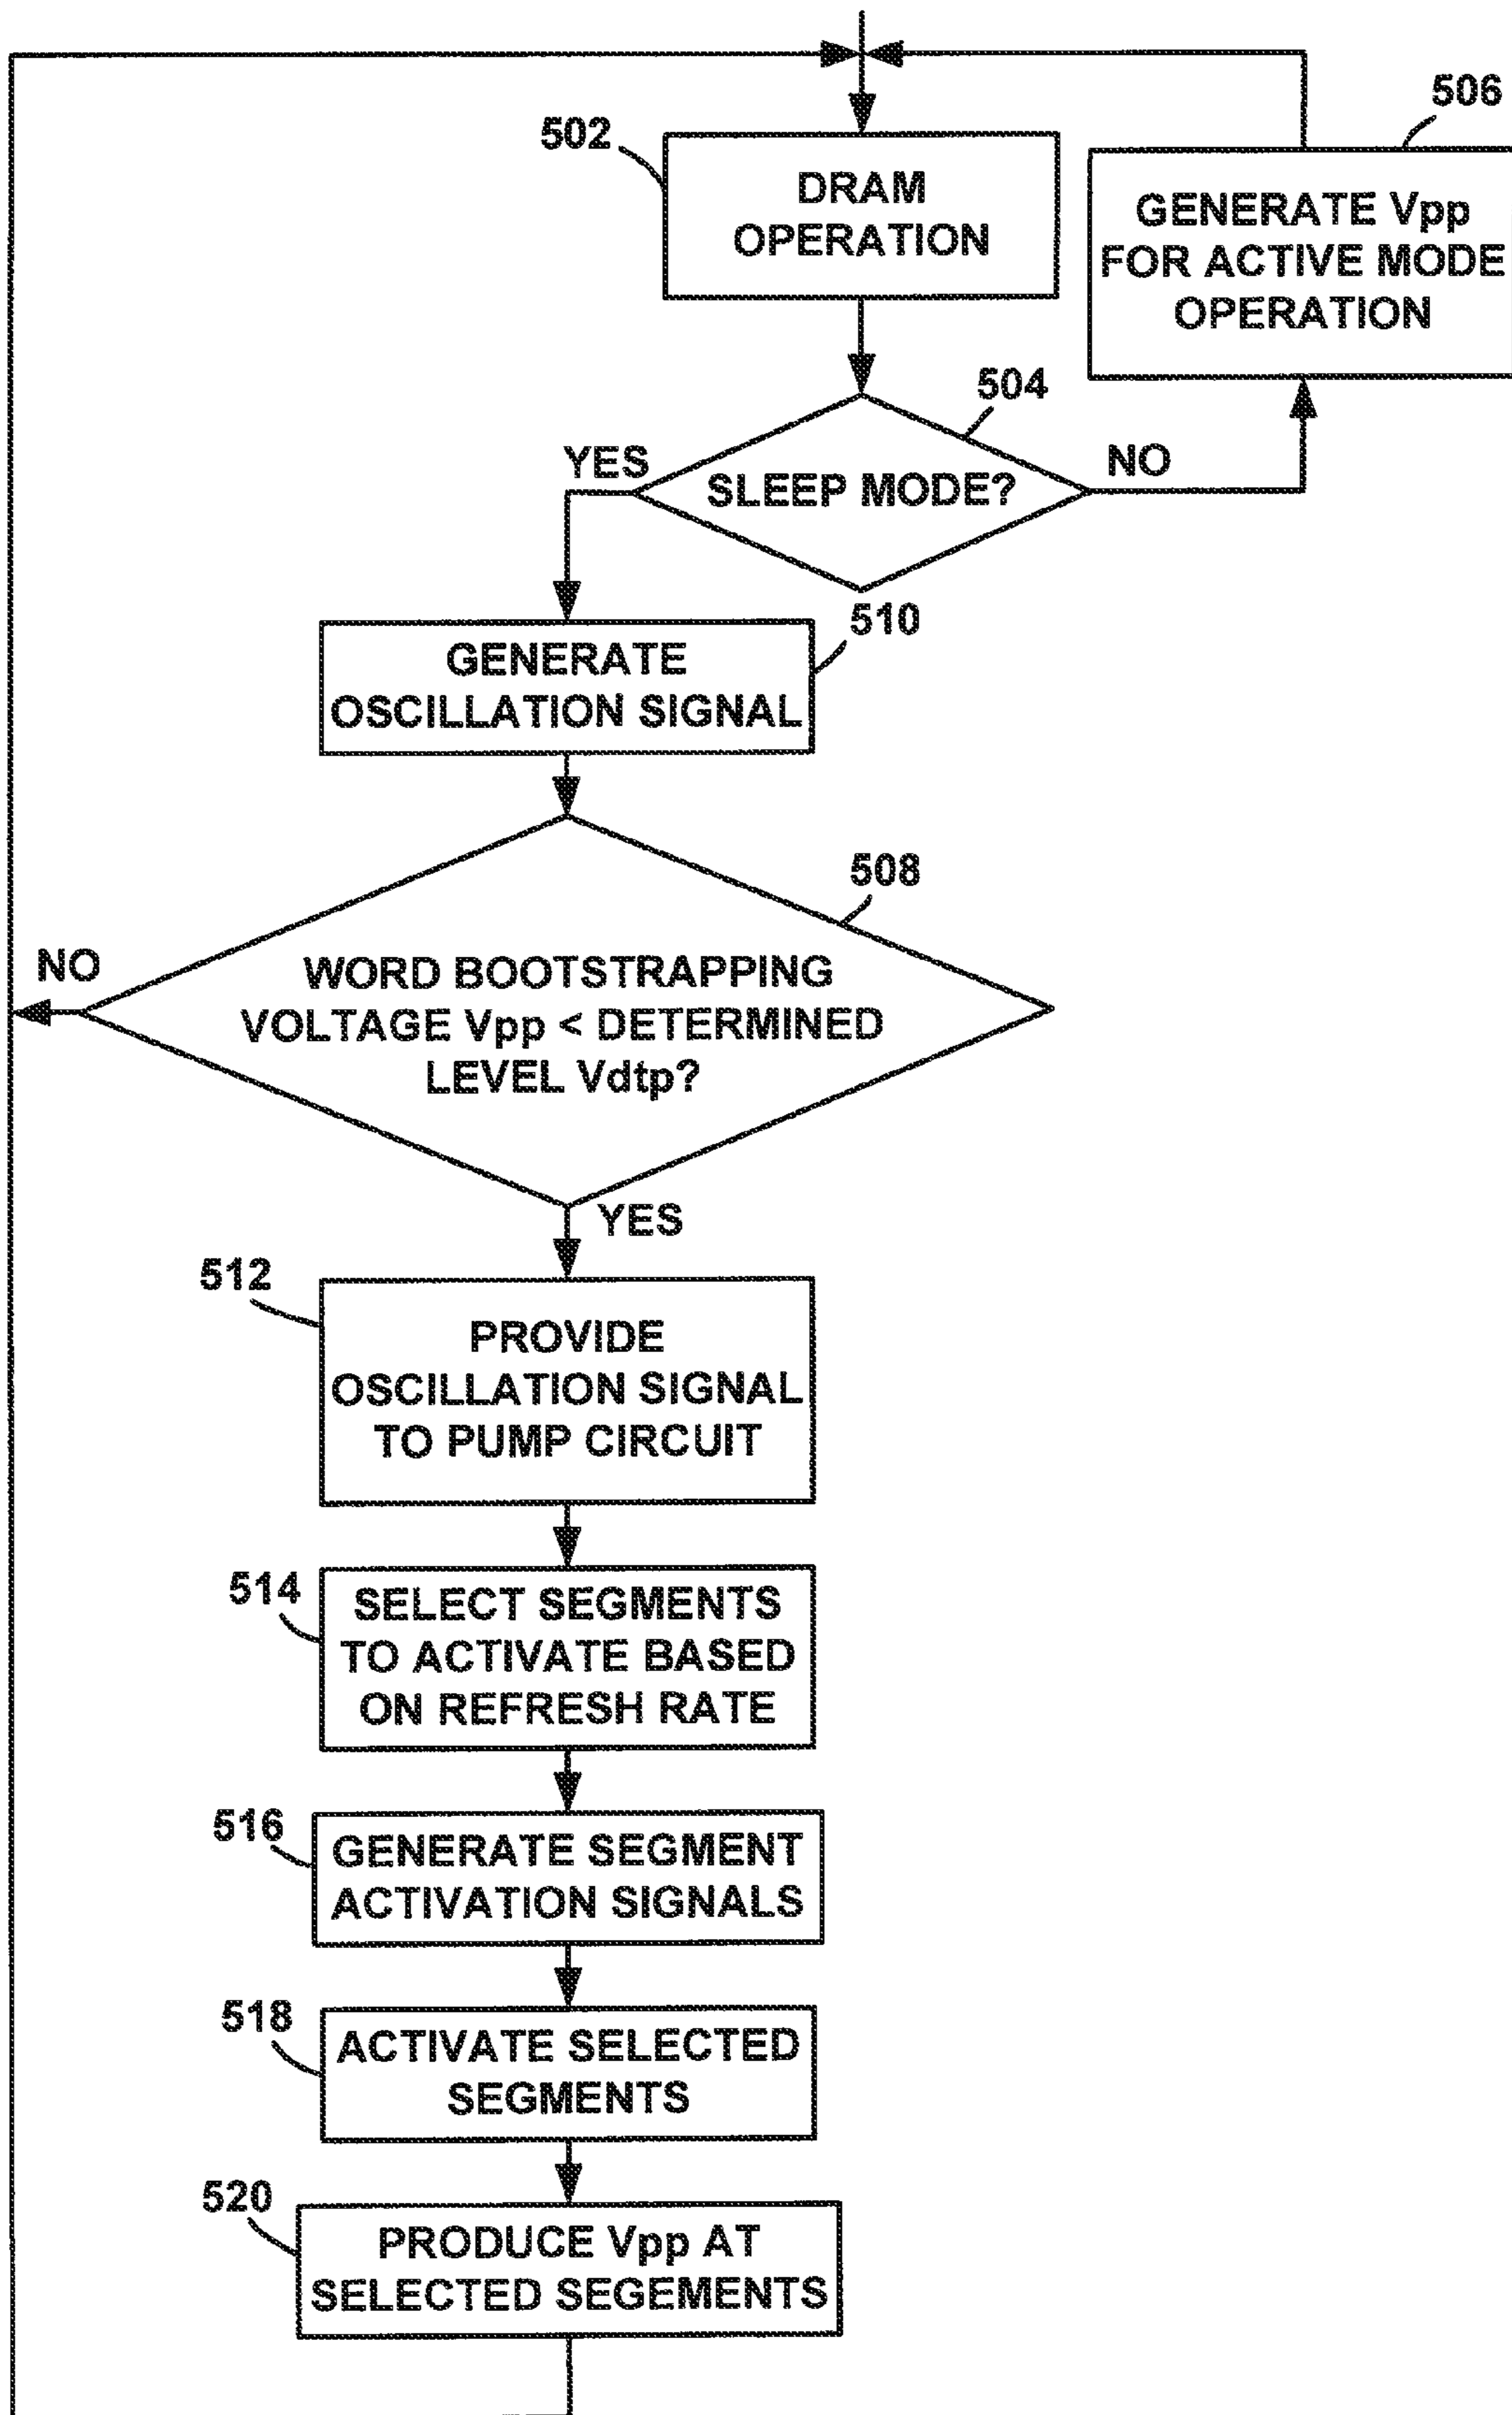 506
502
DRAM
OPERATION
GENERATE Vpp
FOR ACTIVE MODE
OPERATION
504
YES
SLEEP MODE?
NO
510
GENERATE
OSCILLATION SIGNAL
508
NO
WORD BOOTSTRAPPING
VOLTAGE Vpp < DETERMINED
LEVEL Vdtp?
YES
512
PROVIDE
OSCILLATION SIGNAL
TO PUMP CIRCUIT
514
SELECT SEGMENTS
TO ACTIVATE BASED
ON REFRESH RATE
516
GENERATE SEGMENT
ACTIVATION SIGNALS
518
ACTIVATE SELECTED
SEGMENTS
520
PRODUCE Vpp AT
SELECTED SEGEMENTS